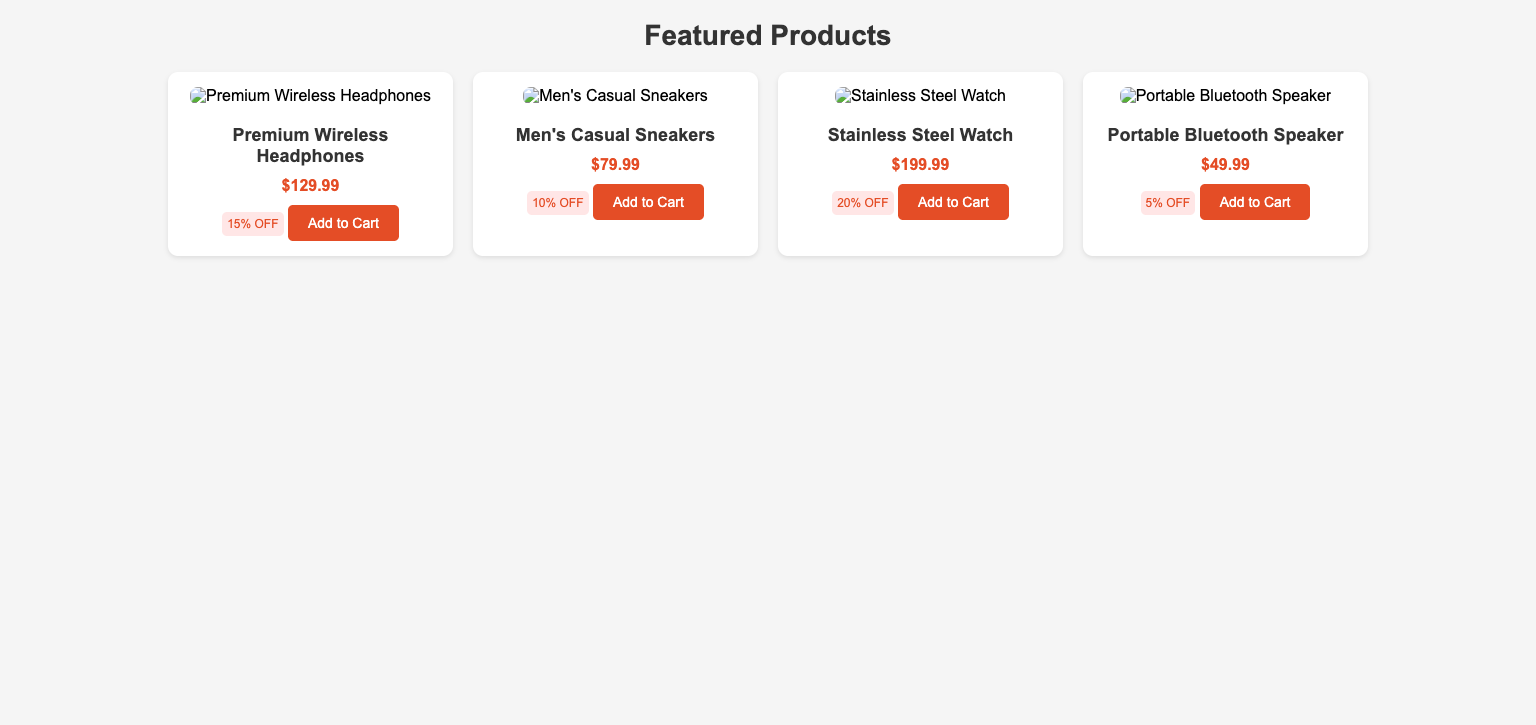 Featured Products
Premium Wireless Headphones
Premium Wireless
Headphones
$129.99
15% OFF Add to Cart
Men's Casual Sneakers
Men's Casual Sneakers
$79.99
10% OFF Add to Cart
Stainless Steel Watch
Stainless Steel Watch
$199.99
20% OFF Add to Cart
Portable Bluetooth Speaker
Portable Bluetooth Speaker
$49.99
5% OFF Add to Cart